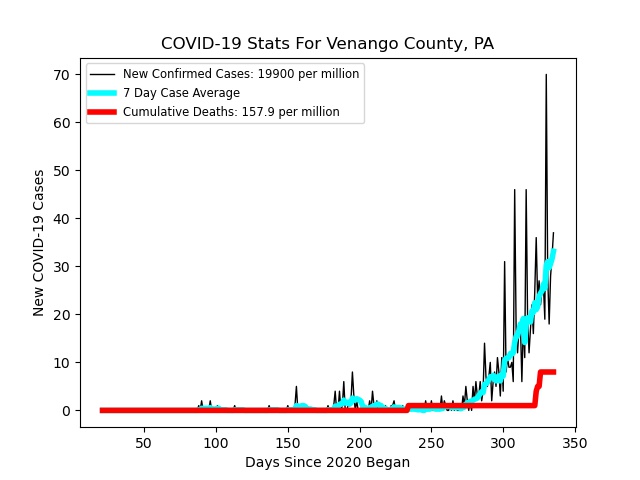 COVID-19 Stats For Venango County, PA
New Confirmed Cases: 19900 per million
7 Day Case Average
Cumulative Deaths: 157.9 per million
New COVID-19 Cases
70
60
50
40
30
20
10
0
50
100
150
200
250
300
350
Days Since 2020 Began